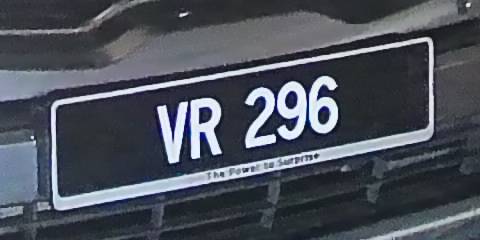 VR 296
The Power to Surprise